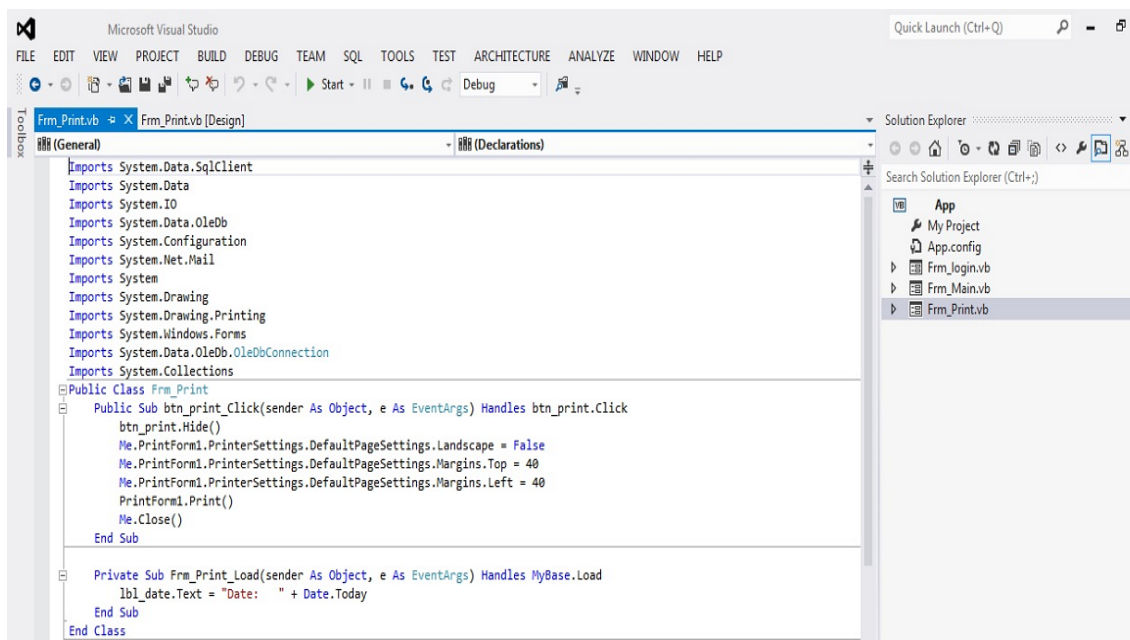 Microsoft Visual Studio
Quick Launch (Ctrl+Q)
FILE EDIT VIEW PROJECT BUILD DEBUG TEAM SQL TOOLS TEST ARCHITECTURE ANALYZE WINDOW HELP
Start
Debug
Toolbox
Frm_Print.vb
Frm_Print.vb [Design]
(General)
(Declarations)
Imports System.Data.SqlClient
Imports System.Data
Imports System.IO
Imports System.Data.OleDb
Imports System.Configuration
Imports System.Net.Mail
Imports System
Imports System.Drawing
Imports System.Drawing.Printing
Imports System.Windows.Forms
Imports System.Data.OleDb.OleDbConnection
Imports System.Collections
Public Class Frm_Print
Public Sub btn_print_Click(sender As Object, e As EventArgs) Handles btn_print.Click
btn_print.Hide()
Me.PrintForm1.PrinterSettings.DefaultPageSettings.Landscape = False
Me.PrintForm1.PrinterSettings.DefaultPageSettings.Margins.Top = 40
Me.PrintForm1.PrinterSettings.DefaultPageSettings.Margins.Left = 40
PrintForm1.Print()
Me.Close()
End Sub
Private Sub Frm_Print_Load(sender As Object, e As EventArgs) Handles MyBase.Load
lbl_date.Text = "Date:   " + Date.Today
End Sub
End Class
Solution Explorer
Search Solution Explorer (Ctrl+;)
VB App
My Project
App.config
Frm_login.vb
Frm_Main.vb
Frm_Print.vb